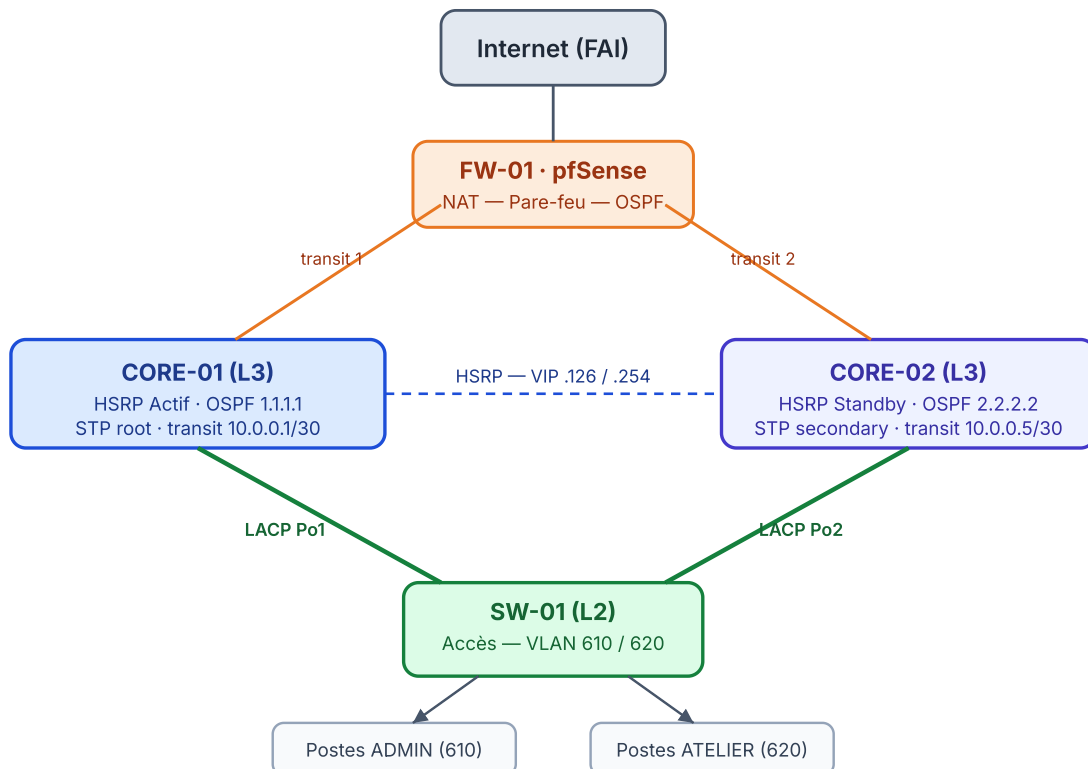 Internet (FAI)
FW-01 · pfSense
NAT — Pare-feu — OSPF
transit 1
transit 2
CORE-01 (L3)
HSRP Actif · OSPF 1.1.1.1
STP root · transit 10.0.0.1/30
HSRP — VIP .126 / .254
CORE-02 (L3)
HSRP Standby · OSPF 2.2.2.2
STP secondary · transit 10.0.0.5/30
LACP Po1
LACP Po2
SW-01 (L2)
Accès — VLAN 610 / 620
Postes ADMIN (610)
Postes ATELIER (620)